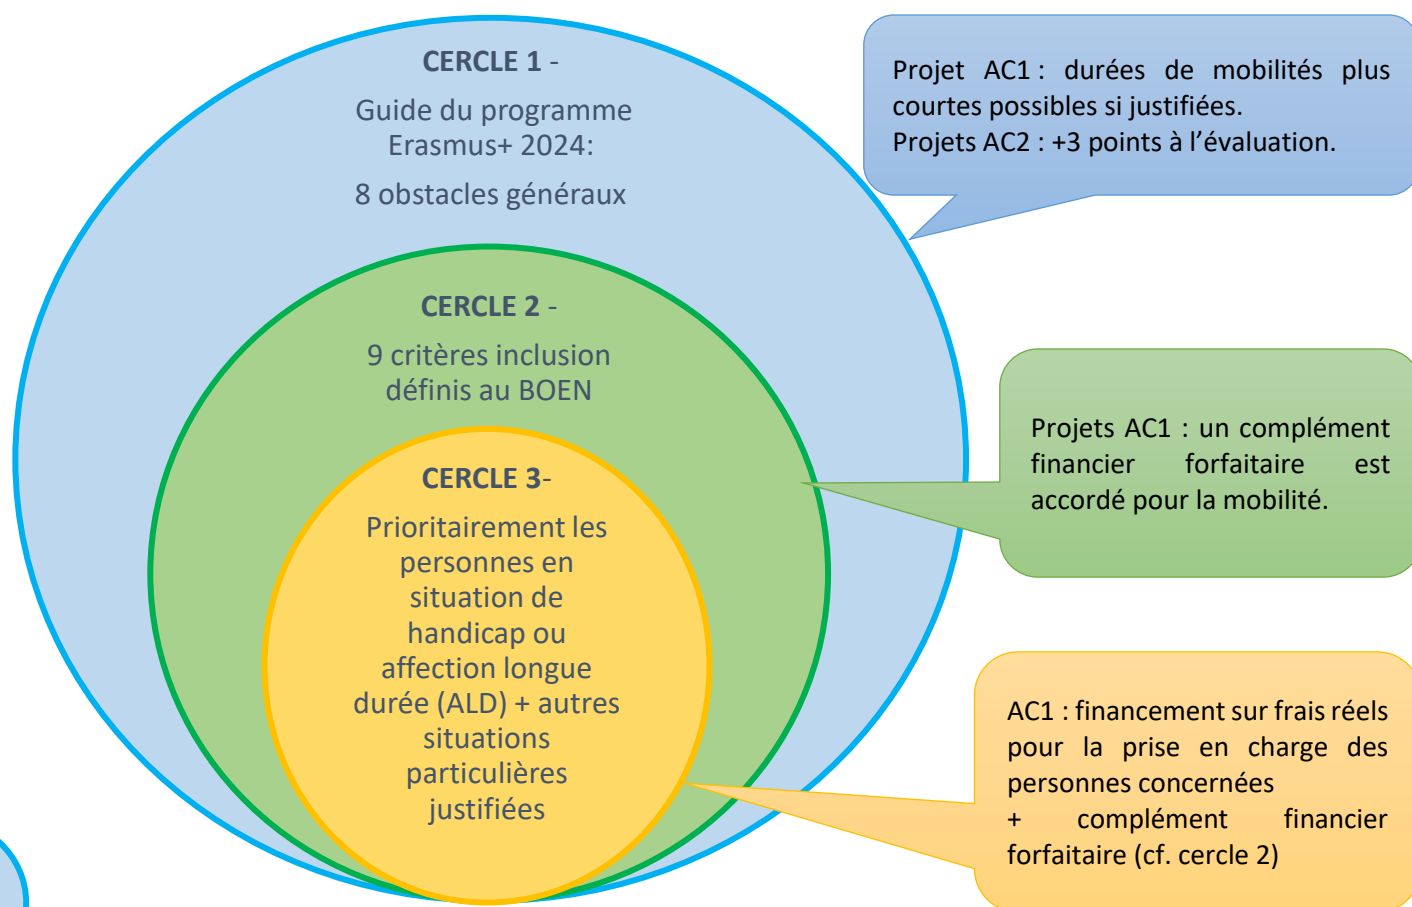 CERCLE 1 -
Guide du programme
Erasmus+ 2024:
8 obstacles généraux
Projet AC1 : durées de mobilités plus
courtes possibles si justifiées.
Projets AC2 : +3 points à l’évaluation.
CERCLE 2 -
9 critères inclusion
définis au BOEN
Projets AC1 : un complément
financier forfaitaire est
accordé pour la mobilité.
CERCLE 3-
Prioritairement les
personnes en
situation de
handicap ou
affection longue
durée (ALD) + autres
situations
particulières
justifiées
AC1 : financement sur frais réels
pour la prise en charge des
personnes concernées
+ complément financier
forfaitaire (cf. cercle 2)